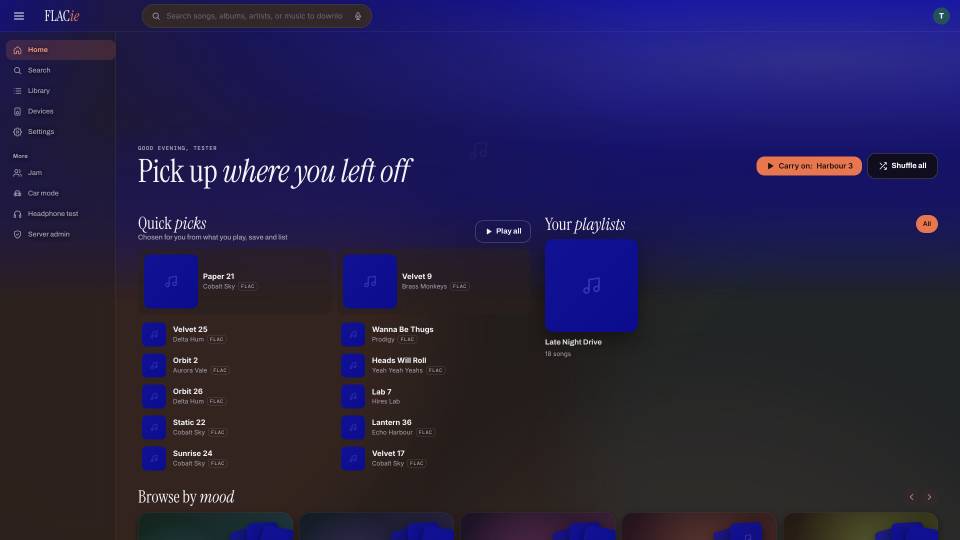 FLACie
Search songs, albums, artists, or music to downlo
T
Home
Search
Library
Devices
Settings
More
Jam
Car mode
Headphone test
Server admin
GOOD EVENING, TESTER
Pick up where you left off
Carry on: Harbour 3
Shuffle all
Quick picks
Chosen for you from what you play, save and list
Play all
Paper 21
Cobalt Sky FLAC
Velvet 9
Brass Monkeys FLAC
Velvet 25
Delta Hum FLAC
Wanna Be Thugs
Prodigy FLAC
Orbit 2
Aurora Vale FLAC
Heads Will Roll
Yeah Yeah Yeahs FLAC
Orbit 26
Delta Hum FLAC
Lab 7
Hires Lab
Static 22
Cobalt Sky FLAC
Lantern 36
Echo Harbour FLAC
Sunrise 24
Cobalt Sky FLAC
Velvet 17
Cobalt Sky FLAC
Your playlists
All
Late Night Drive
18 songs
Browse by mood